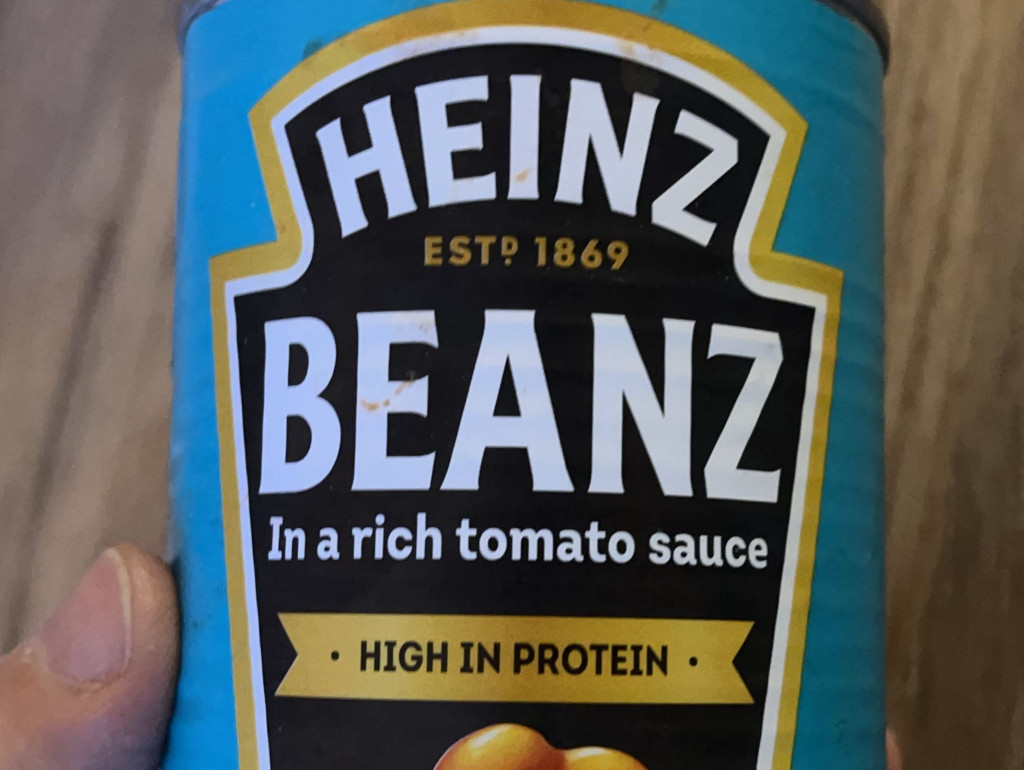 HEINZ
ESTD 1869
BEANZ
In a rich tomato sauce
· HIGH IN PROTEIN ·